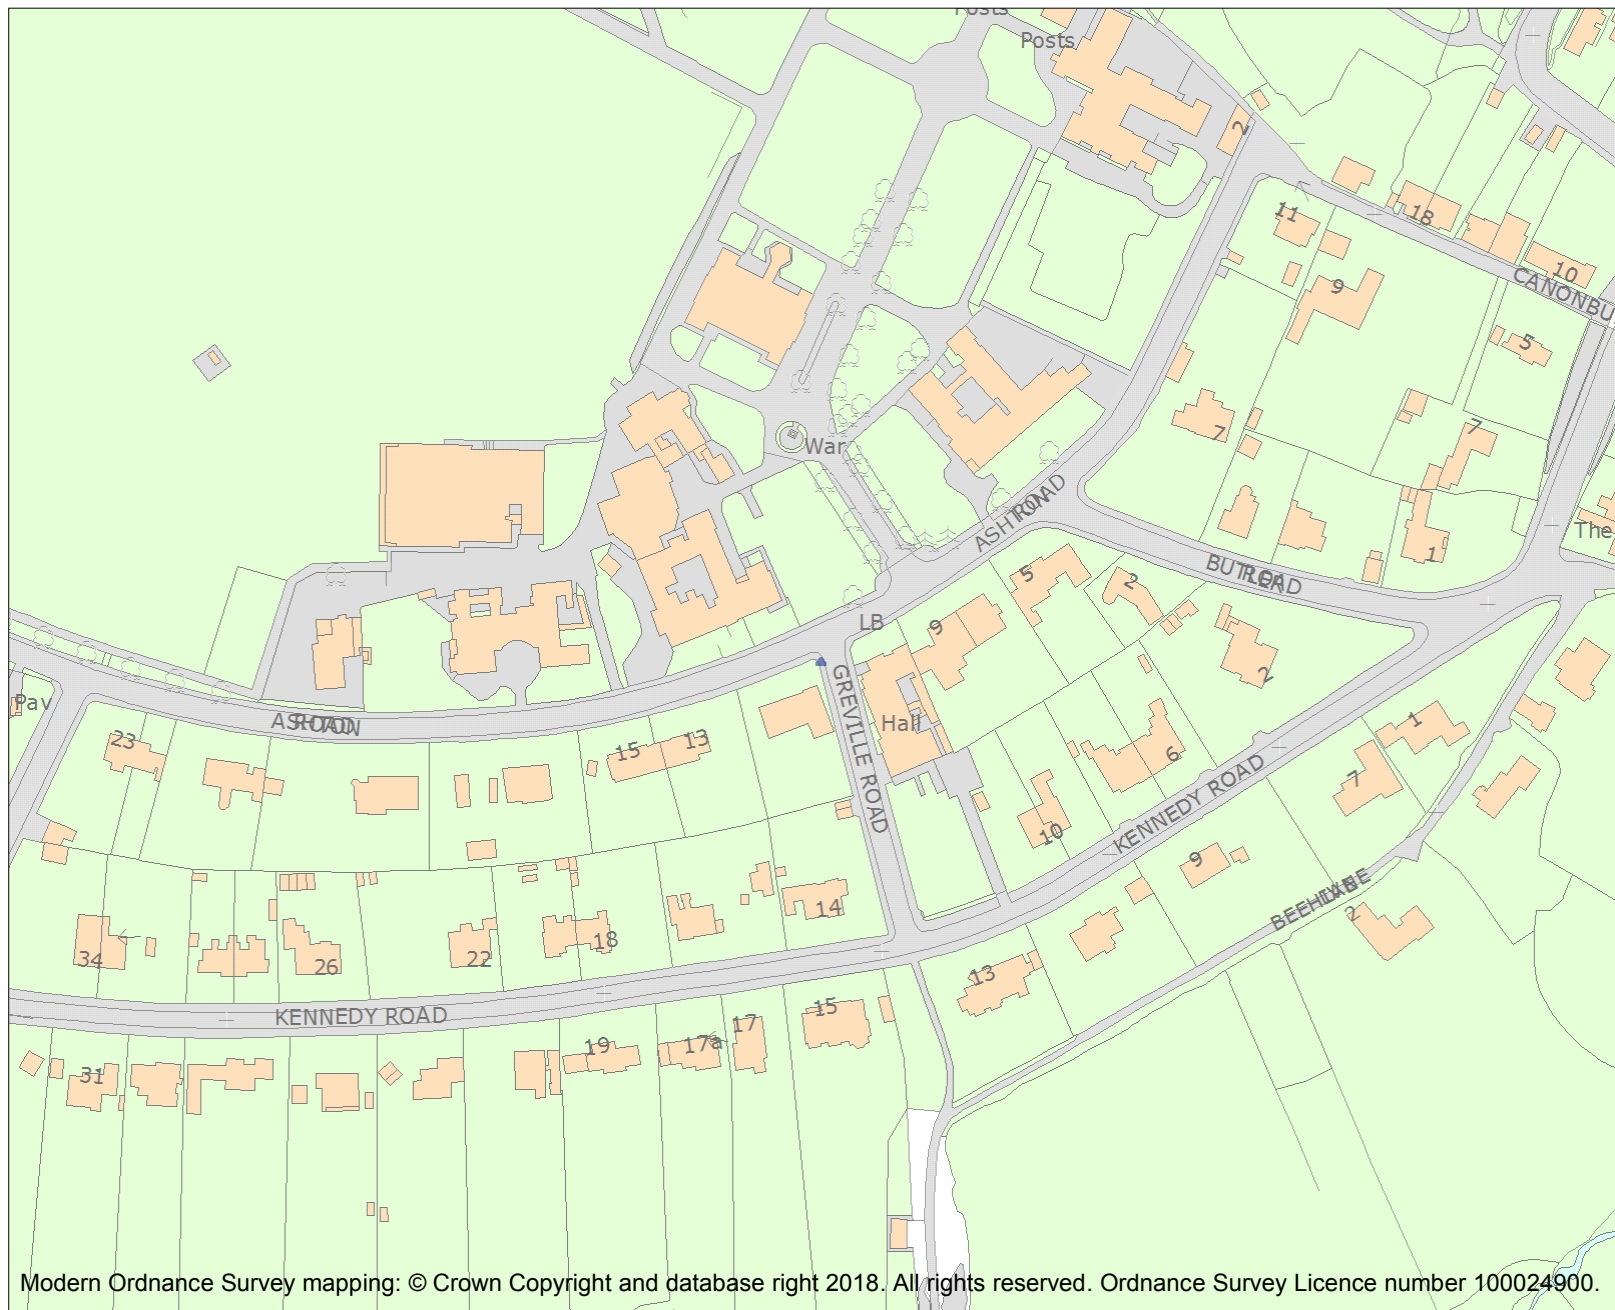 Posts
Posts
2
11
18
10
CANONBU
9
5
7
7
War
ASHTON ROAD
1
The
BUTLER ROAD
5
2
LB
9
2
GREVILLE ROAD
Hall
Pav
ASHTON ROAD
23
15
13
6
1
7
KENNEDY ROAD
10
9
BEEHIVE LANE
2
14
34
26
22
18
13
KENNEDY ROAD
15
17
17a
19
31
Modern Ordnance Survey mapping: © Crown Copyright and database right 2018. All rights reserved. Ordnance Survey Licence number 100024900.